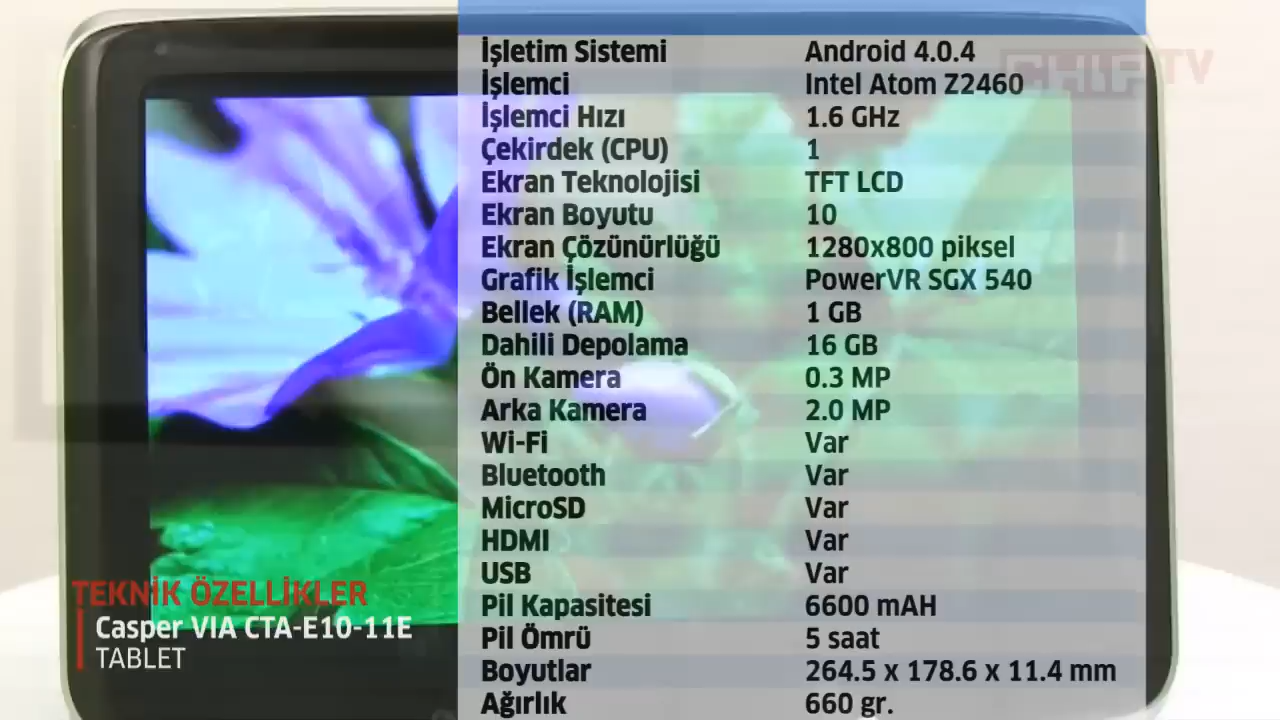 CHIP TV
İşletim Sistemi Android 4.0.4
İşlemci Intel Atom Z2460
İşlemci Hızı 1.6 GHz
Çekirdek (CPU) 1
Ekran Teknolojisi TFT LCD
Ekran Boyutu 10
Ekran Çözünürlüğü 1280x800 piksel
Grafik İşlemci PowerVR SGX 540
Bellek (RAM) 1 GB
Dahili Depolama 16 GB
Ön Kamera 0.3 MP
Arka Kamera 2.0 MP
Wi-Fi Var
Bluetooth Var
MicroSD Var
HDMI Var
USB Var
Pil Kapasitesi 6600 mAH
Pil Ömrü 5 saat
Boyutlar 264.5 x 178.6 x 11.4 mm
Ağırlık 660 gr.
TEKNİK ÖZELLİKLER
Casper VIA CTA-E10-11E
TABLET